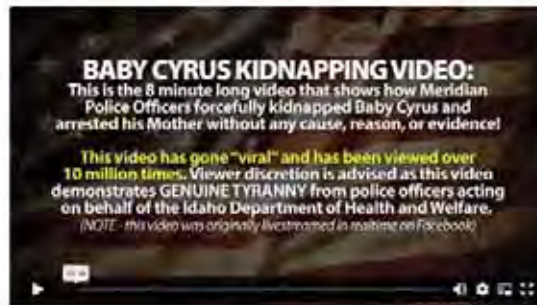 BABY CYRUS KIDNAPPING VIDEO:
This is the 8 minute long video that shows how Meridian
Police Officers forcefully kidnapped Baby Cyrus and
arrested his Mother without any cause, reason, or evidence!
This video has gone "viral" and has been viewed over
10 million times. Viewer discretion is advised as this video
demonstrates GENUINE TYRANNY from police officers acting
on behalf of the Idaho Department of Health and Welfare.
(NOTE - this video was originally livestreamed in realtime on Facebook)